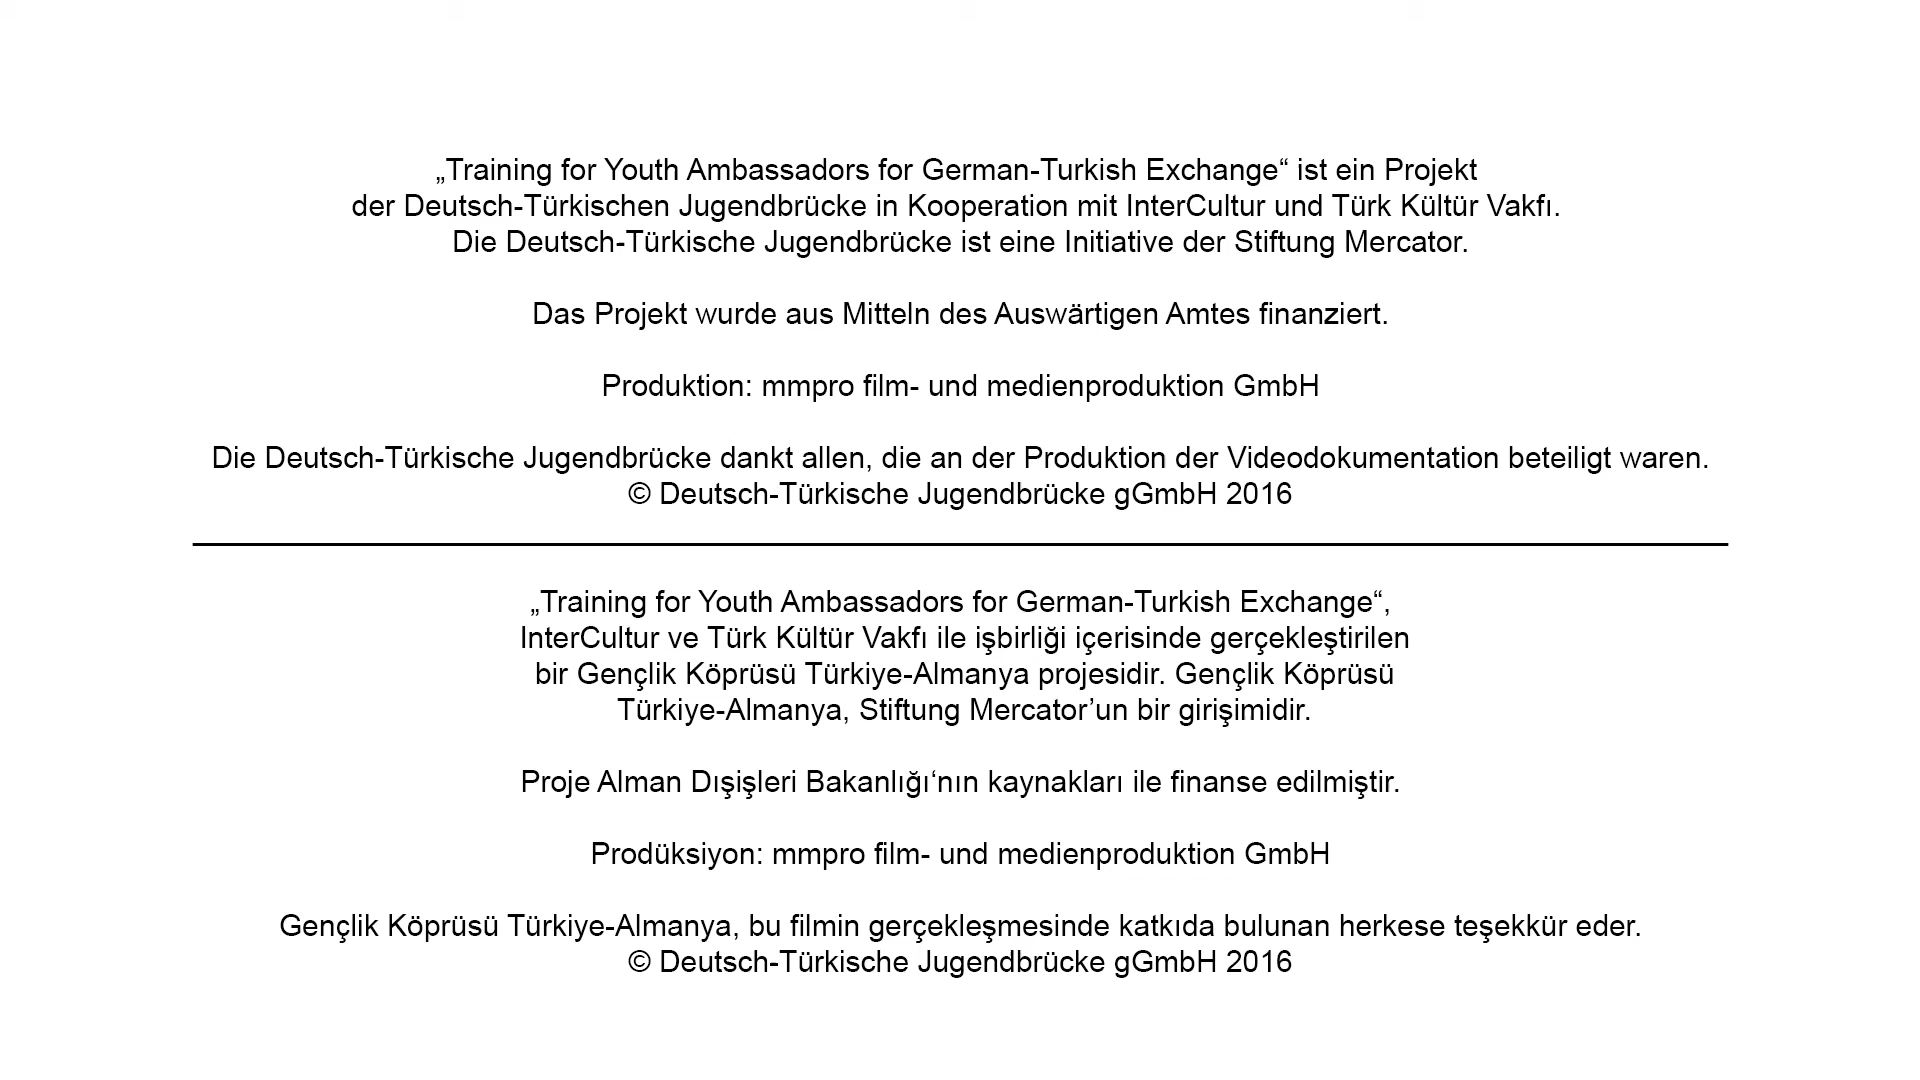 „Training for Youth Ambassadors for German-Turkish Exchange“ ist ein Projekt
der Deutsch-Türkischen Jugendbrücke in Kooperation mit InterCultur und Türk Kültür Vakfı.
Die Deutsch-Türkische Jugendbrücke ist eine Initiative der Stiftung Mercator.
Das Projekt wurde aus Mitteln des Auswärtigen Amtes finanziert.
Produktion: mmpro film- und medienproduktion GmbH
Die Deutsch-Türkische Jugendbrücke dankt allen, die an der Produktion der Videodokumentation beteiligt waren.
© Deutsch-Türkische Jugendbrücke gGmbH 2016
„Training for Youth Ambassadors for German-Turkish Exchange“,
InterCultur ve Türk Kültür Vakfı ile işbirliği içerisinde gerçekleştirilen
bir Gençlik Köprüsü Türkiye-Almanya projesidir. Gençlik Köprüsü
Türkiye-Almanya, Stiftung Mercator’un bir girişimidir.
Proje Alman Dışişleri Bakanlığı‘nın kaynakları ile finanse edilmiştir.
Prodüksiyon: mmpro film- und medienproduktion GmbH
Gençlik Köprüsü Türkiye-Almanya, bu filmin gerçekleşmesinde katkıda bulunan herkese teşekkür eder.
© Deutsch-Türkische Jugendbrücke gGmbH 2016